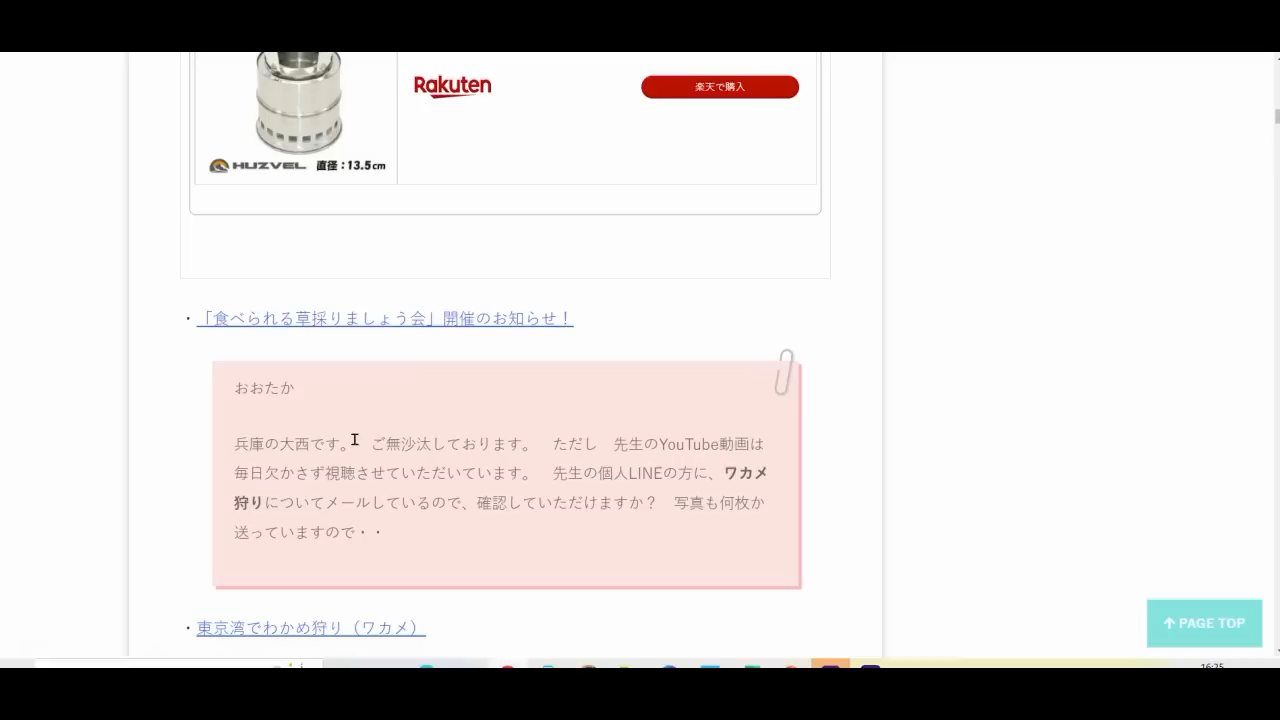 Rakuten
楽天で購入
HUZVEL 直径：13.5cm
・「食べられる草採りましょう会」開催のお知らせ！
おおたか
兵庫の大西です。 ご無沙汰しております。 ただし 先生のYouTube動画は
毎日欠かさず視聴させていただいています。 先生の個人LINEの方に、ワカメ
狩りについてメールしているので、確認していただけますか？ 写真も何枚か
送っていますので・・
・東京湾でわかめ狩り（ワカメ）
↑ PAGE TOP
16:25